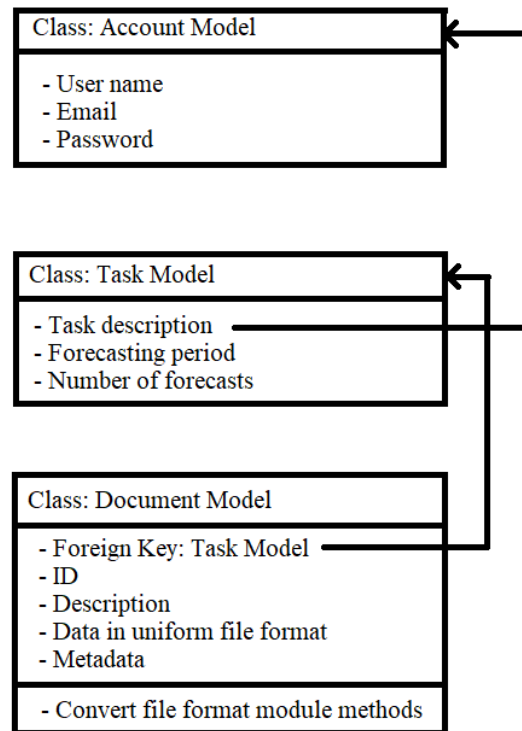 Class: Account Model
- User name
- Email
- Password
Class: Task Model
- Task description
- Forecasting period
- Number of forecasts
Class: Document Model
- Foreign Key: Task Model
- ID
- Description
- Data in uniform file format
- Metadata
- Convert file format module methods